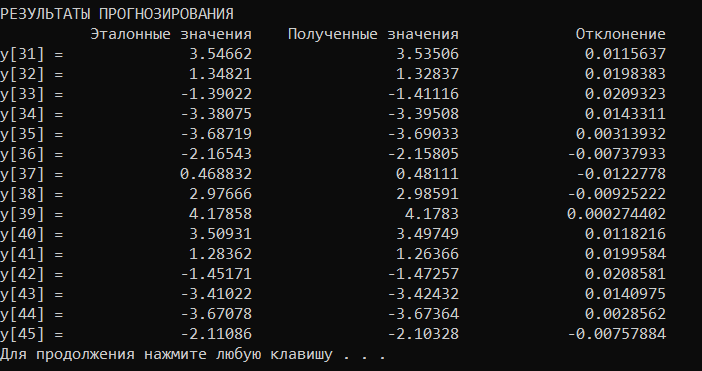 РЕЗУЛЬТАТЫ ПРОГНОЗИРОВАНИЯ
Эталонные значения Полученные значения Отклонение
y[31] = 3.54662 3.53506 0.0115637
y[32] = 1.34821 1.32837 0.0198383
y[33] = -1.39022 -1.41116 0.0209323
y[34] = -3.38075 -3.39508 0.0143311
y[35] = -3.68719 -3.69033 0.00313932
y[36] = -2.16543 -2.15805 -0.00737933
y[37] = 0.468832 0.48111 -0.0122778
y[38] = 2.97666 2.98591 -0.00925222
y[39] = 4.17858 4.1783 0.000274402
y[40] = 3.50931 3.49749 0.0118216
y[41] = 1.28362 1.26366 0.0199584
y[42] = -1.45171 -1.47257 0.0208581
y[43] = -3.41022 -3.42432 0.0140975
y[44] = -3.67078 -3.67364 0.0028562
y[45] = -2.11086 -2.10328 -0.00757884
Для продолжения нажмите любую клавишу . . .